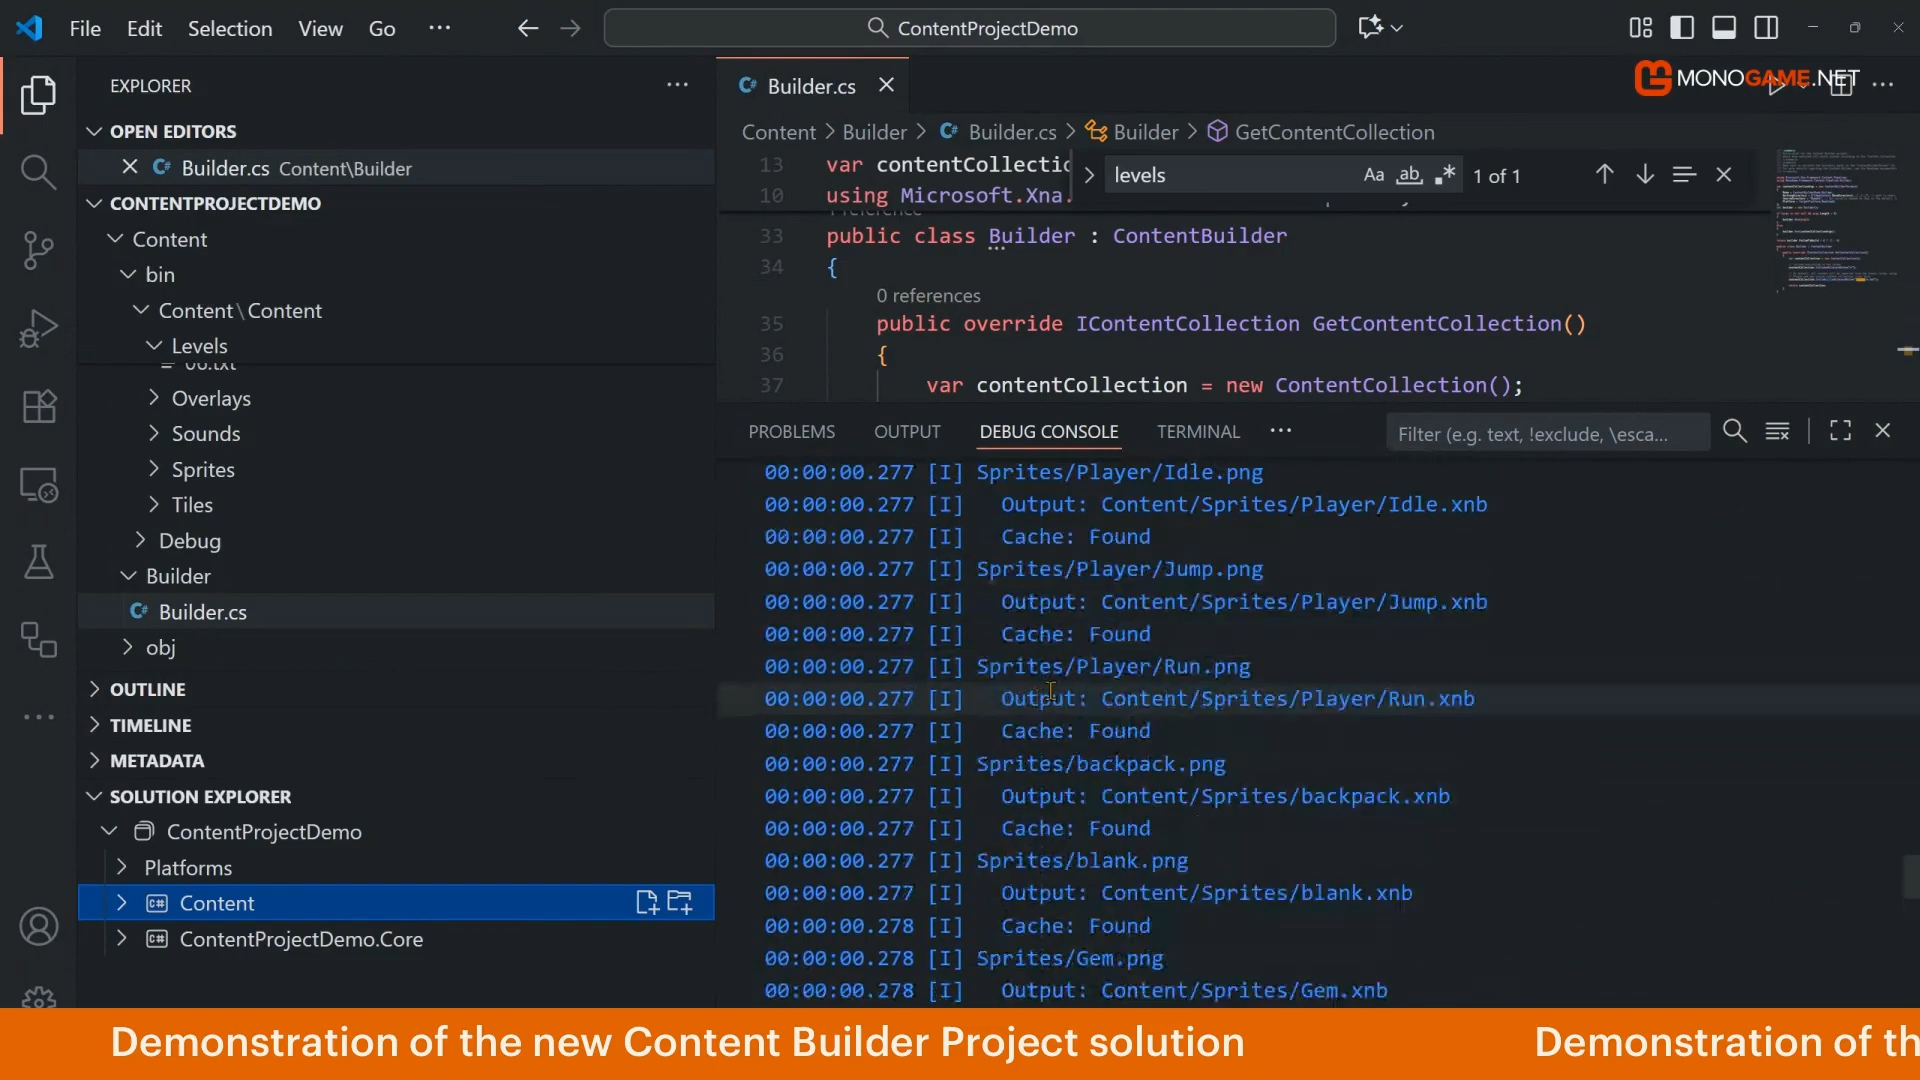 File Edit Selection View Go
ContentProjectDemo
EXPLORER
OPEN EDITORS
Builder.cs Content\Builder
CONTENTPROJECTDEMO
Content
bin
Content\Content
Levels
06.txt
Overlays
Sounds
Sprites
Tiles
Debug
Builder
Builder.cs
obj
OUTLINE
TIMELINE
METADATA
SOLUTION EXPLORER
ContentProjectDemo
Platforms
Content
ContentProjectDemo.Core
Builder.cs
MONOGAME.NET
Content > Builder > Builder.cs > Builder > GetContentCollection
13 var contentCollectio
levels
Aa ab 1 of 1
10 using Microsoft.Xna.
1 reference
33 public class Builder : ContentBuilder
34 {
0 references
35 public override IContentCollection GetContentCollection()
36 {
37 var contentCollection = new ContentCollection();
PROBLEMS OUTPUT DEBUG CONSOLE TERMINAL
Filter (e.g. text, !exclude, \esca...
00:00:00.277 [I] Sprites/Player/Idle.png
00:00:00.277 [I] Output: Content/Sprites/Player/Idle.xnb
00:00:00.277 [I] Cache: Found
00:00:00.277 [I] Sprites/Player/Jump.png
00:00:00.277 [I] Output: Content/Sprites/Player/Jump.xnb
00:00:00.277 [I] Cache: Found
00:00:00.277 [I] Sprites/Player/Run.png
00:00:00.277 [I] Output: Content/Sprites/Player/Run.xnb
00:00:00.277 [I] Cache: Found
00:00:00.277 [I] Sprites/backpack.png
00:00:00.277 [I] Output: Content/Sprites/backpack.xnb
00:00:00.277 [I] Cache: Found
00:00:00.277 [I] Sprites/blank.png
00:00:00.277 [I] Output: Content/Sprites/blank.xnb
00:00:00.278 [I] Cache: Found
00:00:00.278 [I] Sprites/Gem.png
00:00:00.278 [I] Output: Content/Sprites/Gem.xnb
Demonstration of the new Content Builder Project solution
Demonstration of th